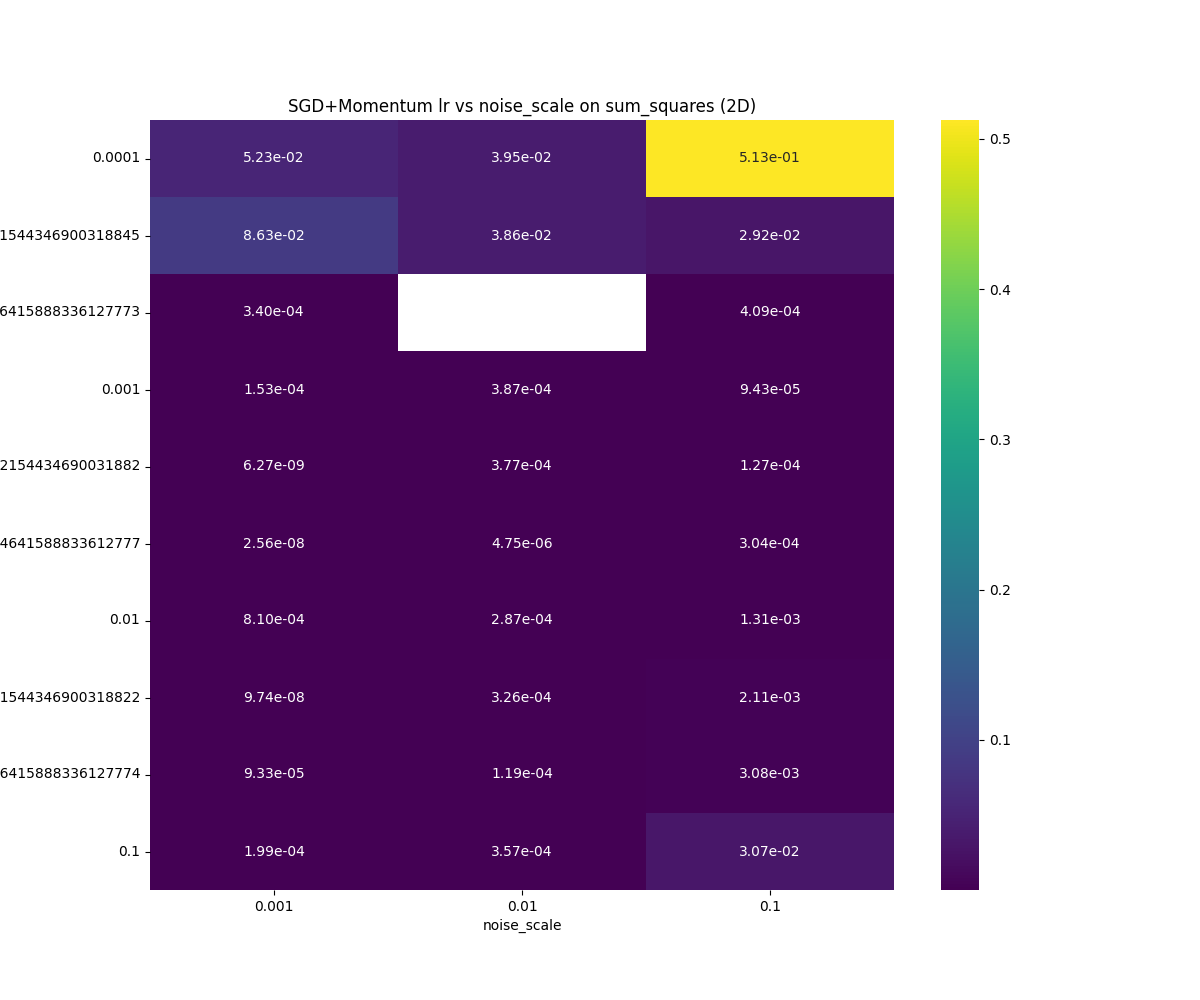 SGD+Momentum lr vs noise_scale on sum_squares (2D)
0.0001 5.23e-02 3.95e-02 5.13e-01
1544346900318845 8.63e-02 3.86e-02 2.92e-02
6415888336127773 3.40e-04 4.09e-04
0.001 1.53e-04 3.87e-04 9.43e-05
2154434690031882 6.27e-09 3.77e-04 1.27e-04
4641588833612777 2.56e-08 4.75e-06 3.04e-04
0.01 8.10e-04 2.87e-04 1.31e-03
1544346900318822 9.74e-08 3.26e-04 2.11e-03
6415888336127774 9.33e-05 1.19e-04 3.08e-03
0.1 1.99e-04 3.57e-04 3.07e-02
0.001 0.01 0.1
noise_scale
0.5
0.4
0.3
0.2
0.1